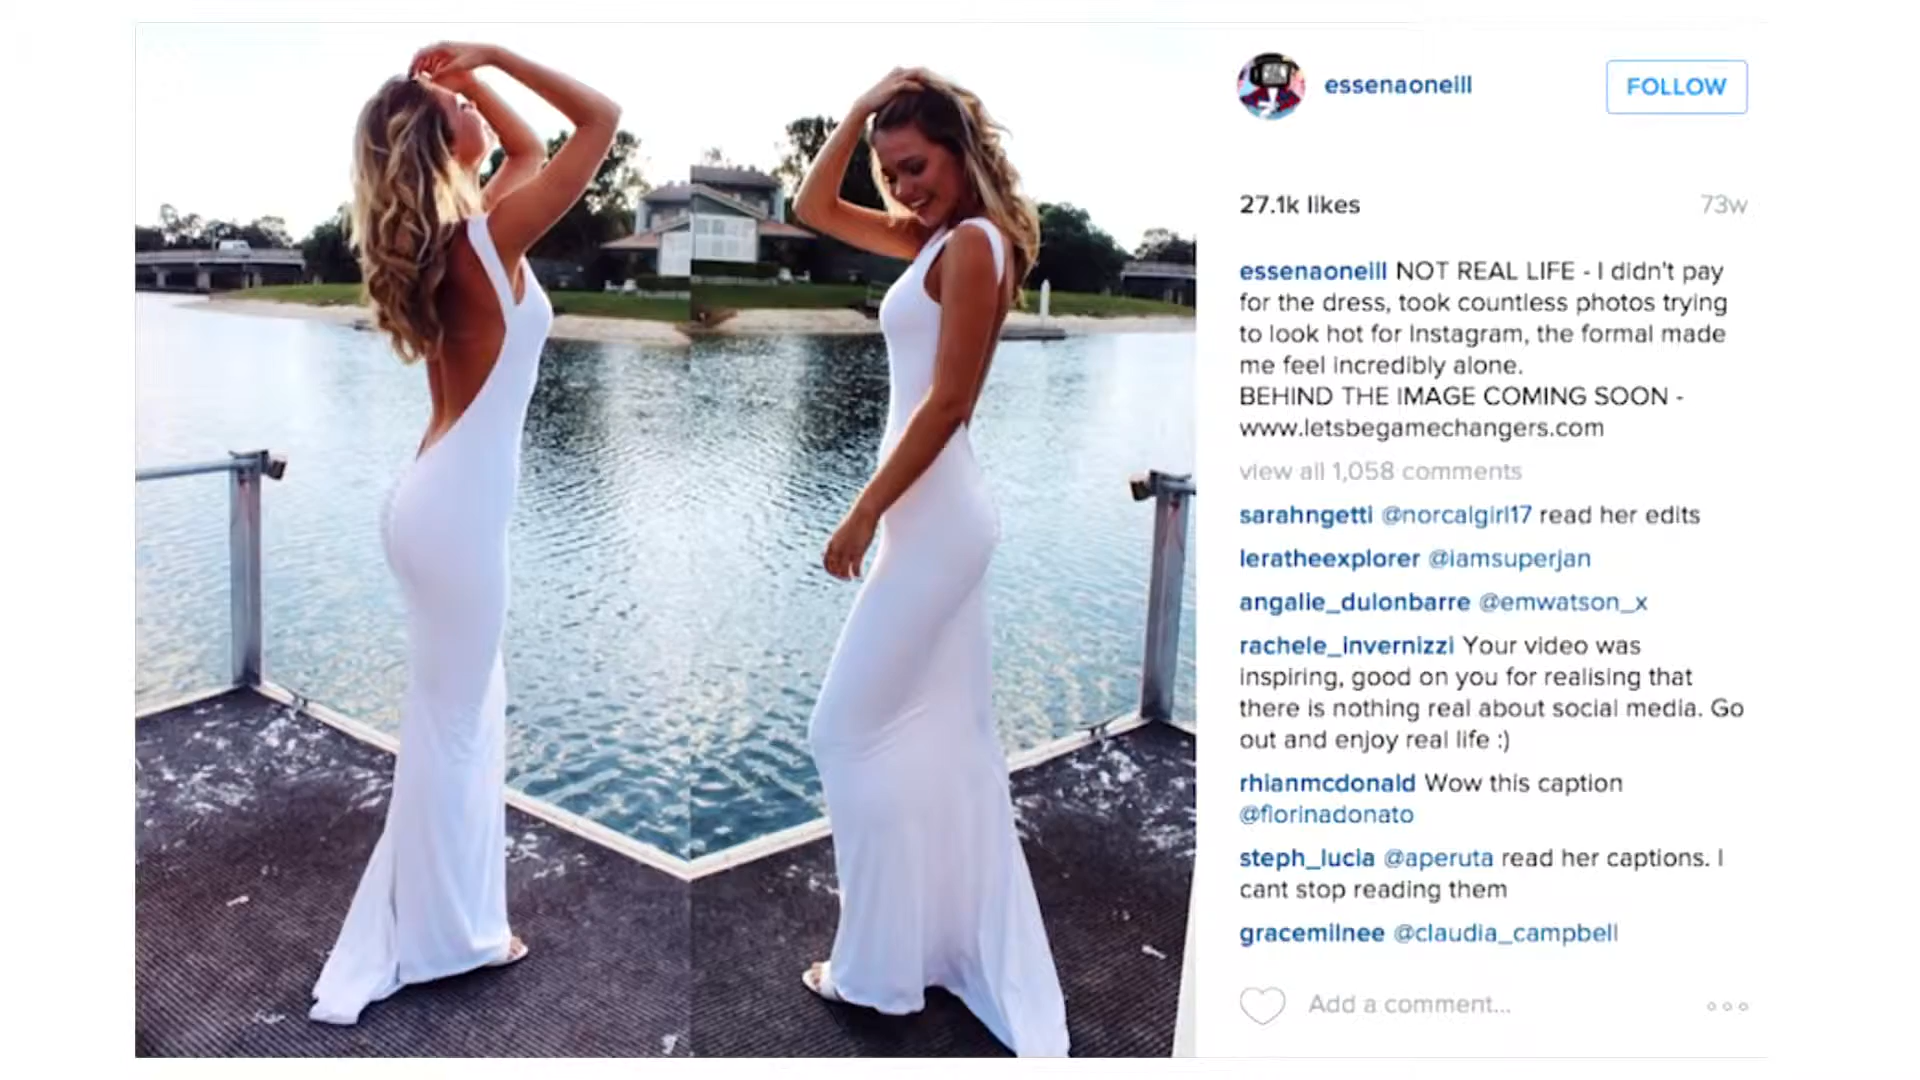 essenaoneill
FOLLOW
27.1k likes
73w
essenaoneill NOT REAL LIFE - I didn't pay
for the dress, took countless photos trying
to look hot for Instagram, the formal made
me feel incredibly alone.
BEHIND THE IMAGE COMING SOON -
www.letsbegamechangers.com
view all 1,058 comments
sarahngetti @norcalgirl17 read her edits
leratheexplorer @iamsuperjan
angalie_dulonbarre @emwatson_x
rachele_invernizzi Your video was
inspiring, good on you for realising that
there is nothing real about social media. Go
out and enjoy real life :)
rhianmcdonald Wow this caption
@fiorinadonato
steph_lucia @aperuta read her captions. I
cant stop reading them
gracemilnee @claudia_campbell
Add a comment...